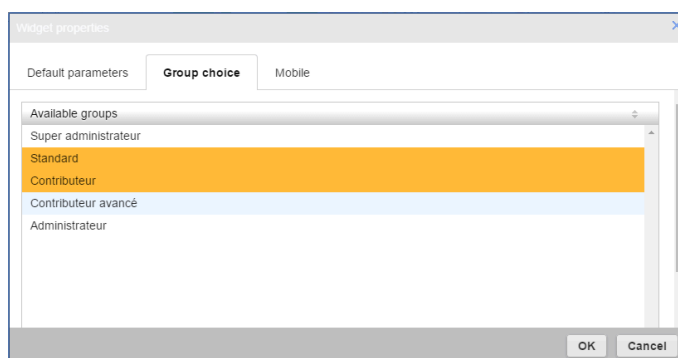 Widget properties
Default parameters Group choice Mobile
Available groups
Super administrateur
Standard
Contributeur
Contributeur avancé
Administrateur
OK Cancel